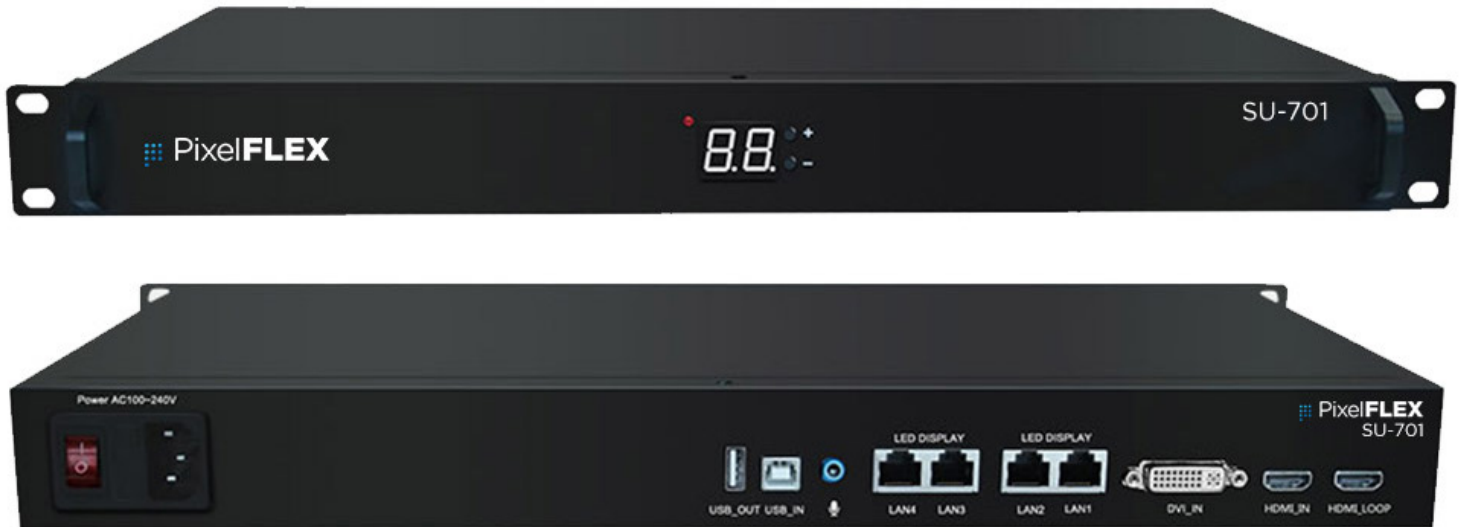 PixelFLEX
8.8.
+
-
SU-701
Power AC100~240V
PixelFLEX
SU-701
LED DISPLAY
LED DISPLAY
USB_OUT USB_IN
LAN4 LAN3
LAN2 LAN1
DVI_IN
HDMI_IN
HDMI_LOOP